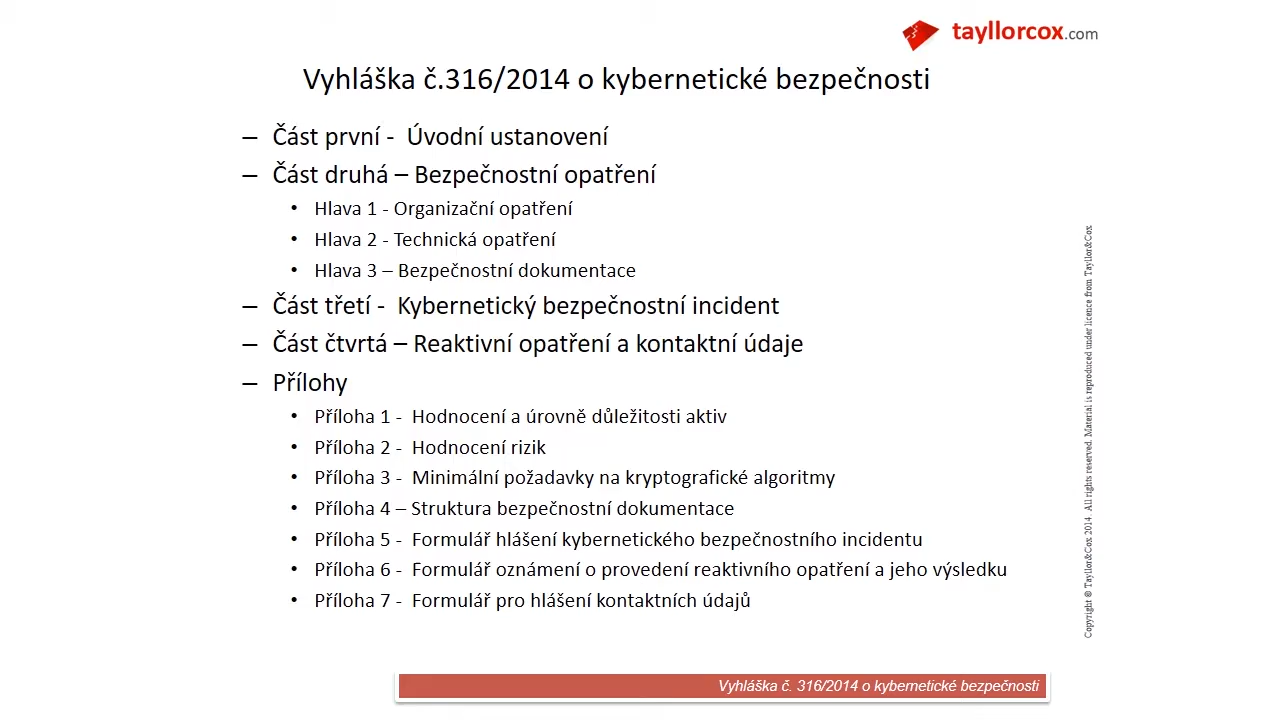 tayllorcox.com
Vyhláška č.316/2014 o kybernetické bezpečnosti
– Část první -  Úvodní ustanovení
– Část druhá – Bezpečnostní opatření
• Hlava 1 - Organizační opatření
• Hlava 2 - Technická opatření
• Hlava 3 – Bezpečnostní dokumentace
– Část třetí -  Kybernetický bezpečnostní incident
– Část čtvrtá – Reaktivní opatření a kontaktní údaje
– Přílohy
• Příloha 1 -  Hodnocení a úrovně důležitosti aktiv
• Příloha 2 -  Hodnocení rizik
• Příloha 3 -  Minimální požadavky na kryptografické algoritmy
• Příloha 4 – Struktura bezpečnostní dokumentace
• Příloha 5 -  Formulář hlášení kybernetického bezpečnostního incidentu
• Příloha 6 -  Formulář oznámení o provedení reaktivního opatření a jeho výsledku
• Příloha 7 -  Formulář pro hlášení kontaktních údajů
Copyright © Tayllor&Cox 2014. All rights reserved. Material is reproduced under licence from Tayllor&Cox.
Vyhláška č. 316/2014 o kybernetické bezpečnosti